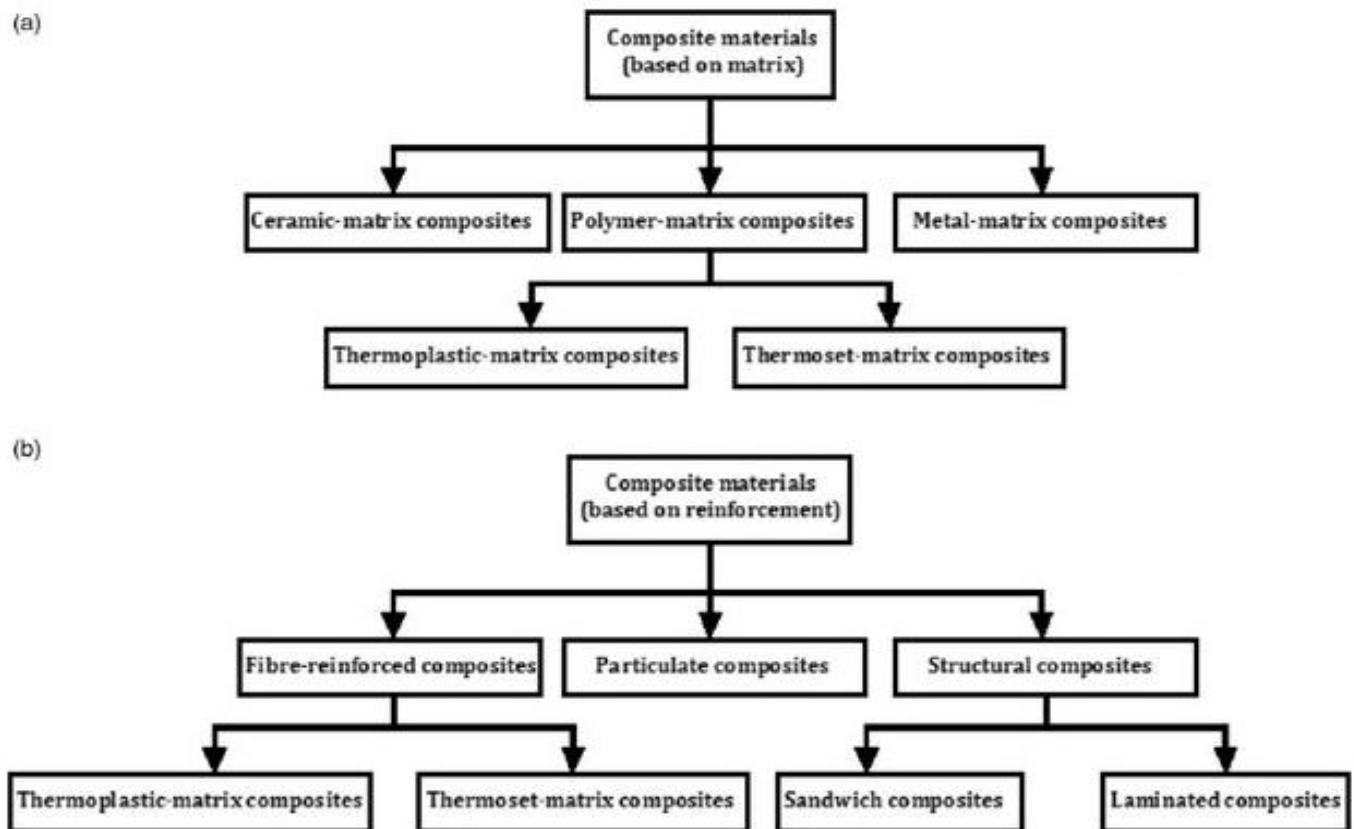 (a)
Composite materials
(based on matrix)
Ceramic-matrix composites
Polymer-matrix composites
Metal-matrix composites
Thermoplastic-matrix composites
Thermoset-matrix composites
(b)
Composite materials
(based on reinforcement)
Fibre-reinforced composites
Particulate composites
Structural composites
Thermoplastic-matrix composites
Thermoset-matrix composites
Sandwich composites
Laminated composites